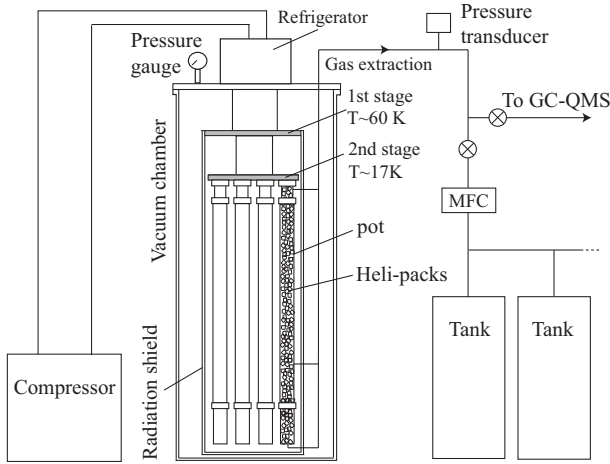 Refrigerator
Pressure
gauge
Pressure
transducer
Gas extraction
1st stage
T~60 K
To GC-QMS
2nd stage
T~17K
Vacuum chamber
MFC
pot
Heli-packs
Tank
Tank
Radiation shield
Compressor